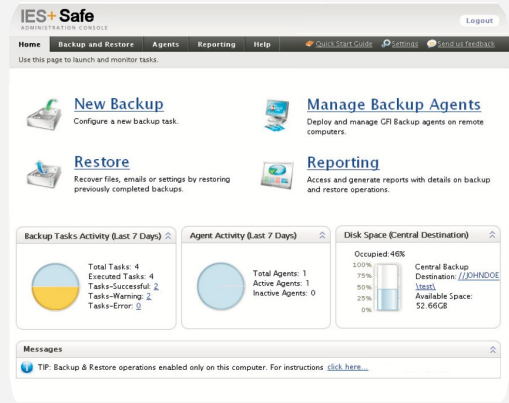 IES+ Safe
ADMINISTRATION CONSOLE
Logout
Home Backup and Restore Agents Reporting Help Quick Start Guide Settings Send us feedback
Use this page to launch and monitor tasks.
New Backup
Configure a new backup task.
Manage Backup Agents
Deploy and manage GFI Backup agents on remote
computers.
Restore
Recover files, emails or settings by restoring
previously completed backups.
Reporting
Access and generate reports with details on backup
and restore operations.
Backup Tasks Activity (Last 7 Days)
Total Tasks: 4
Executed Tasks: 4
Tasks-Successful: 2
Tasks-Warning: 2
Tasks-Error: 0
Agent Activity (Last 7 Days)
Total Agents: 1
Active Agents: 1
Inactive Agents: 0
Disk Space (Central Destination)
Occupied:46%
100%
75%
50%
25%
0%
Central Backup
Destination: //JOHNDOE
\test\
Available Space:
52.66GB
Messages
TIP: Backup & Restore operations enabled only on this computer. For instructions click here...